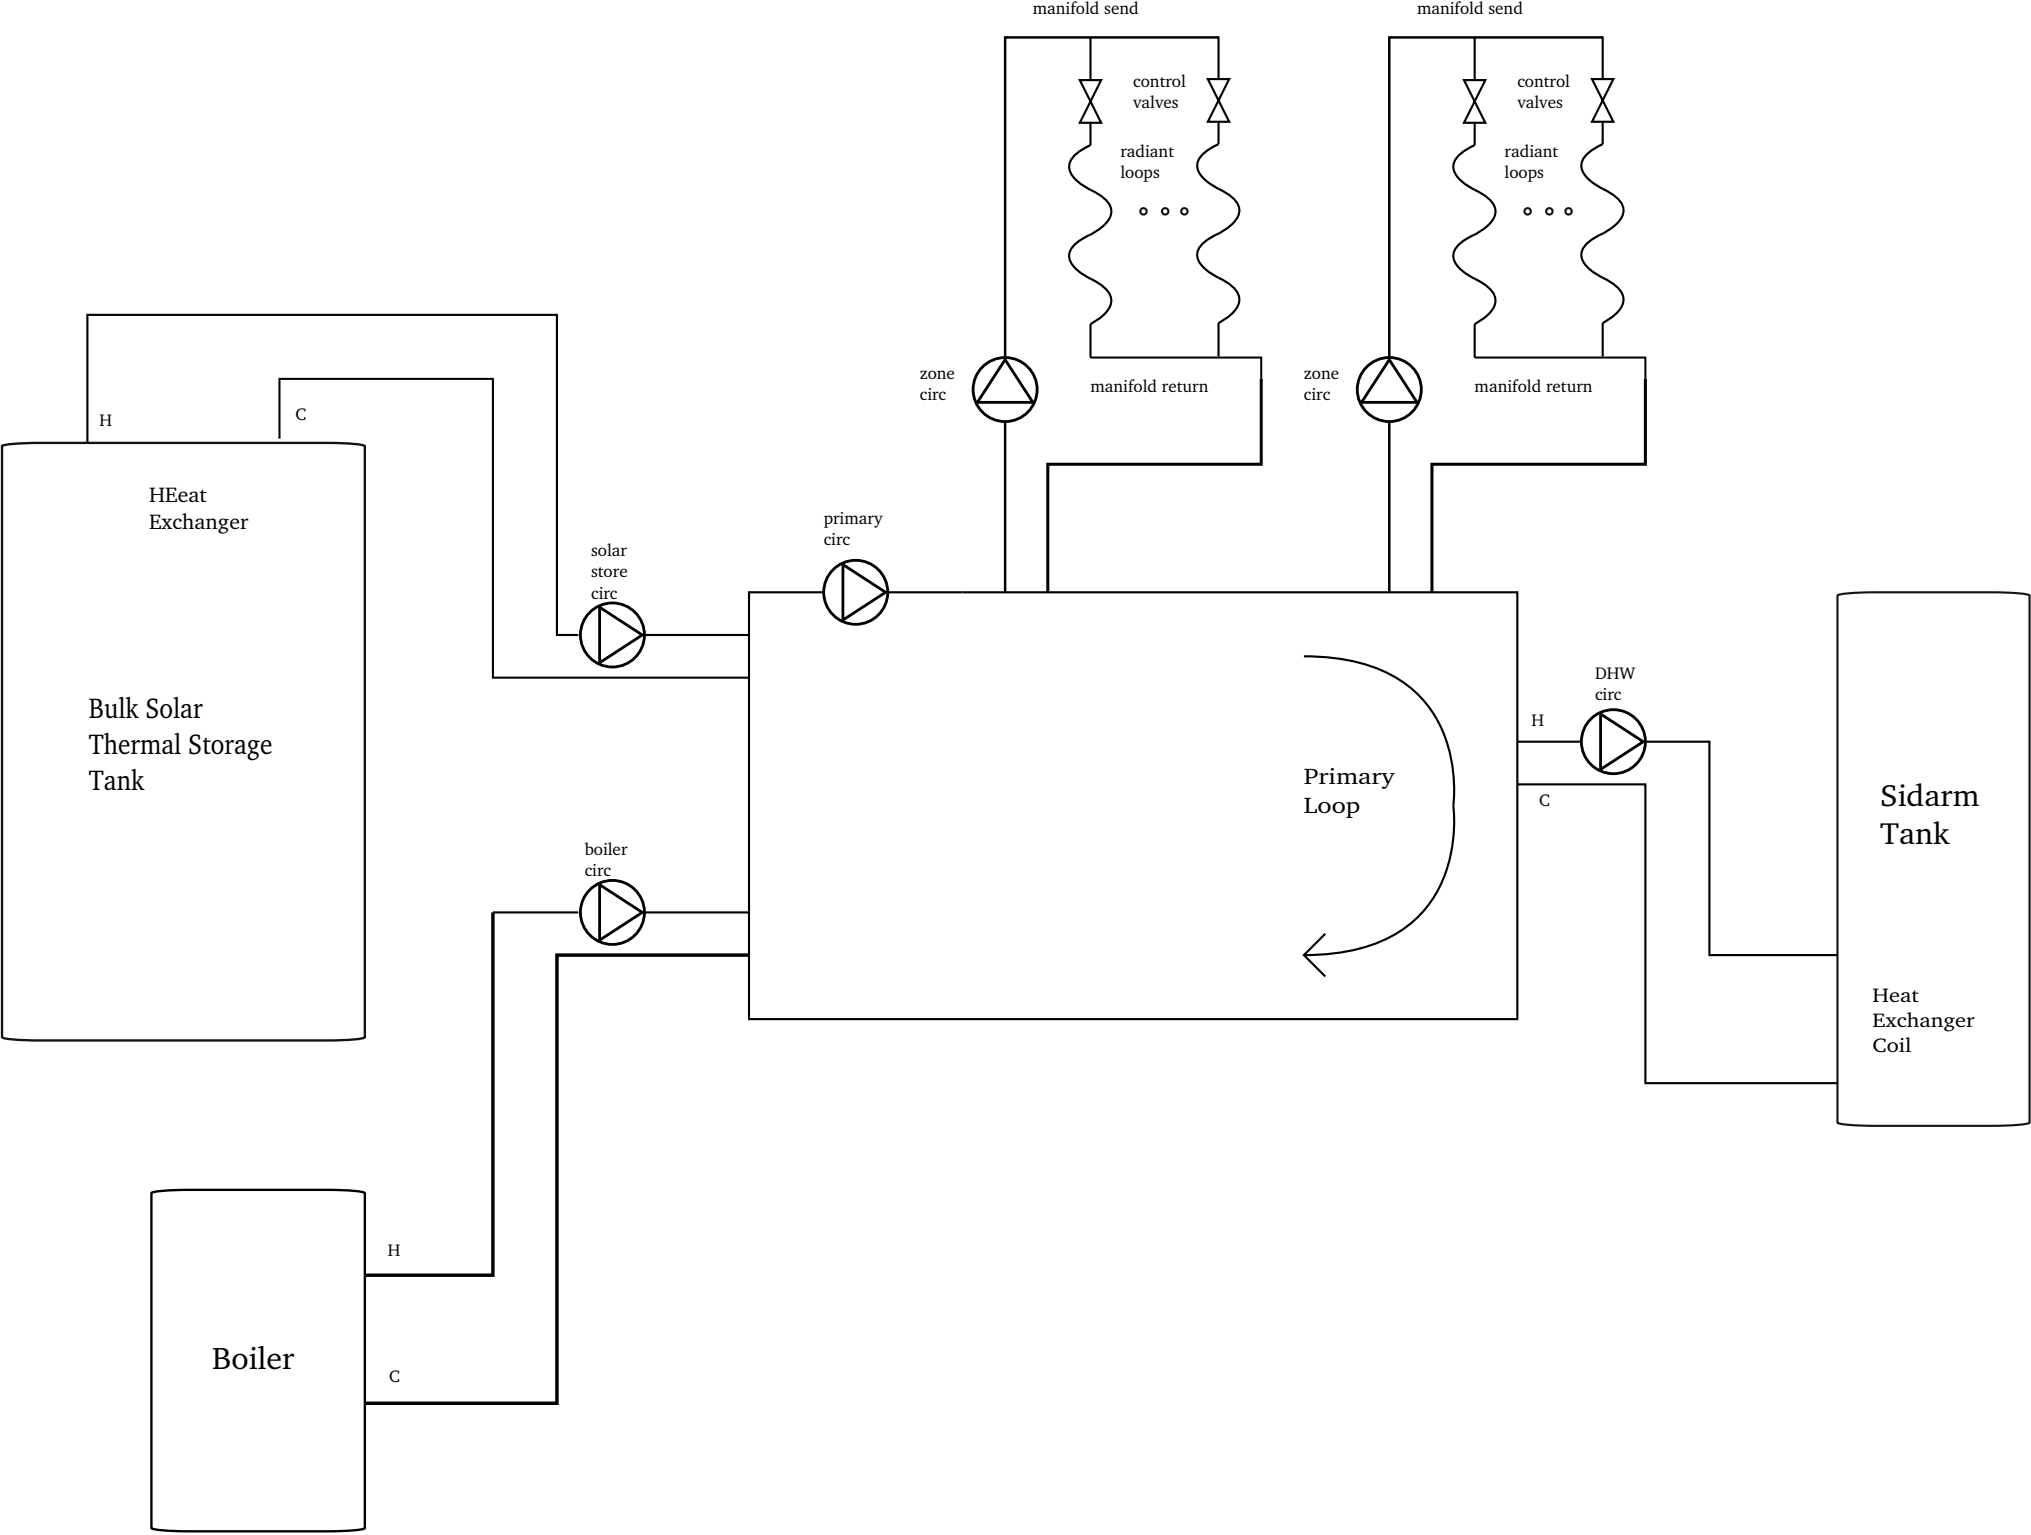 manifold send
manifold send
control
valves
control
valves
radiant
loops
radiant
loops
zone
circ
manifold return
zone
circ
manifold return
H
C
HEeat
Exchanger
primary
circ
solar
store
circ
Bulk Solar
Thermal Storage
Tank
DHW
circ
H
C
Primary
Loop
Sidarm
Tank
boiler
circ
Heat
Exchanger
Coil
H
Boiler
C